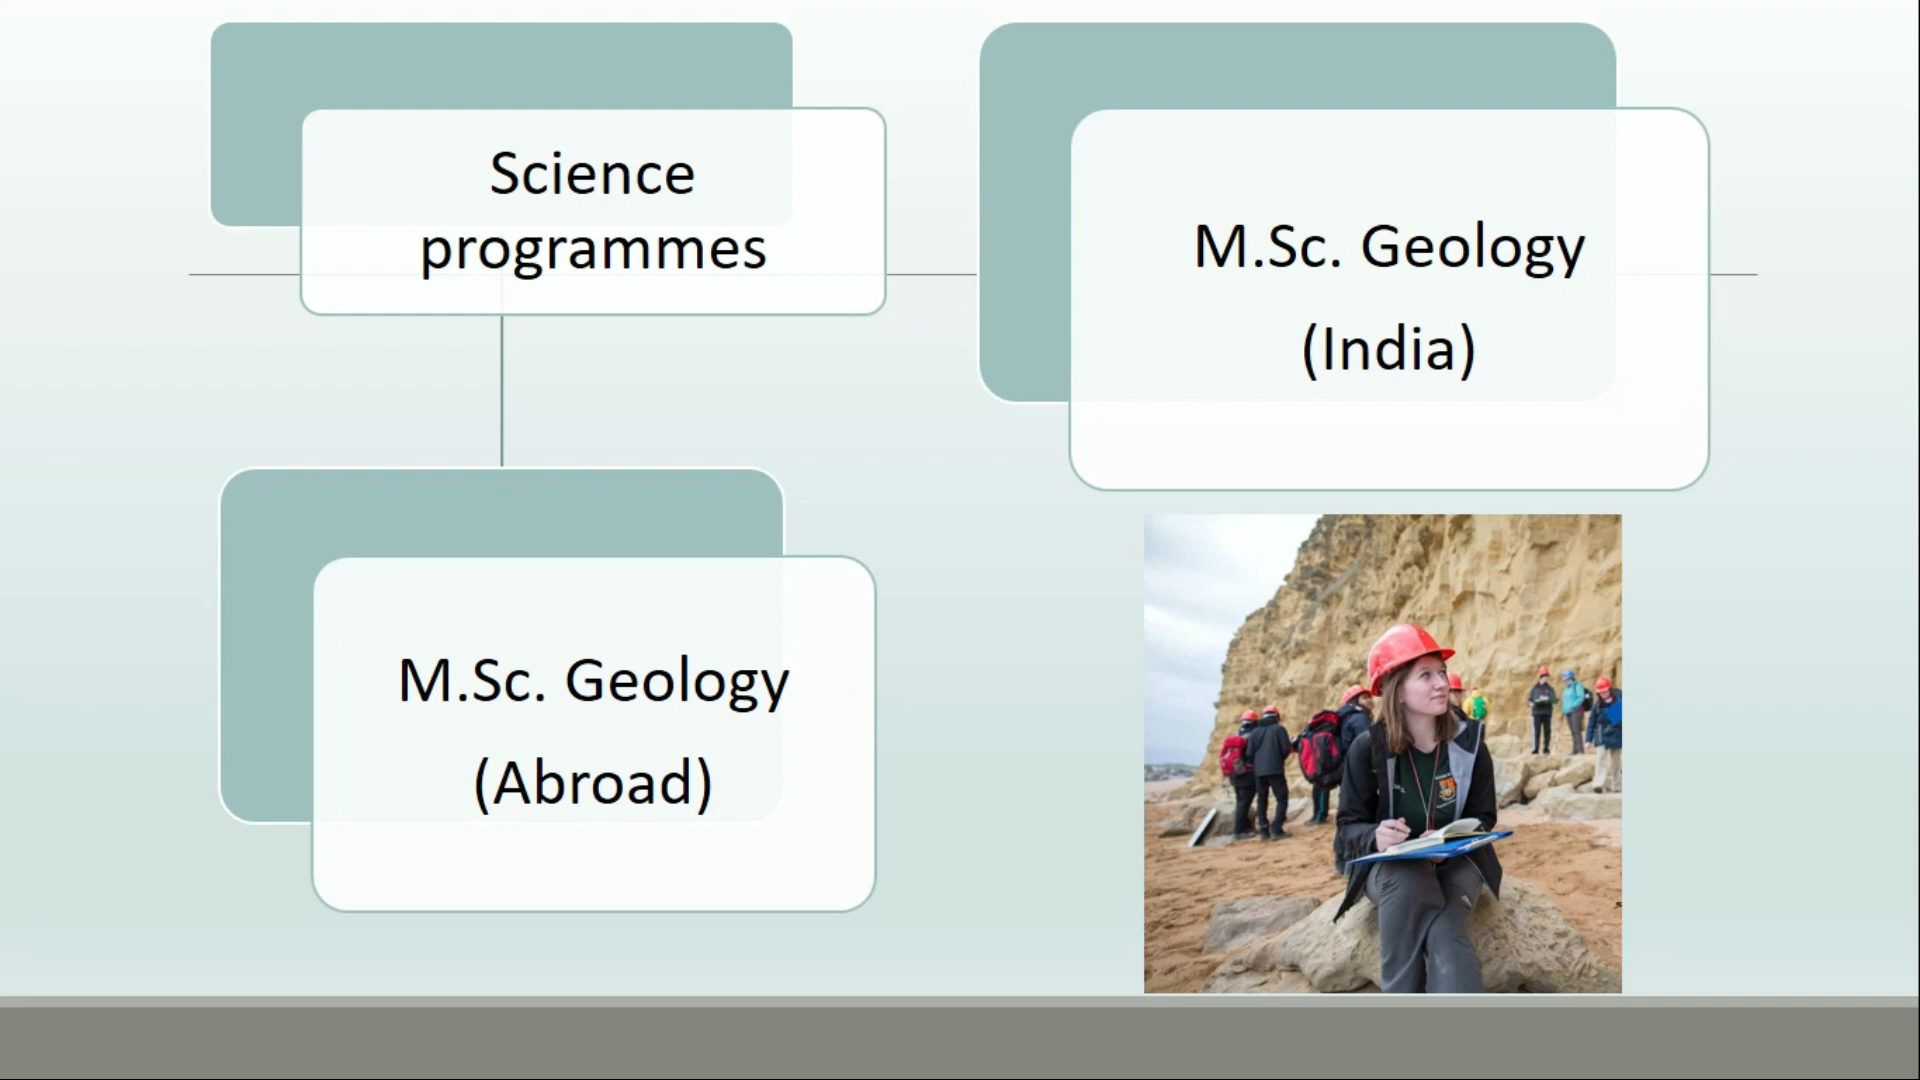 Science
programmes
M.Sc. Geology
(India)
M.Sc. Geology
(Abroad)